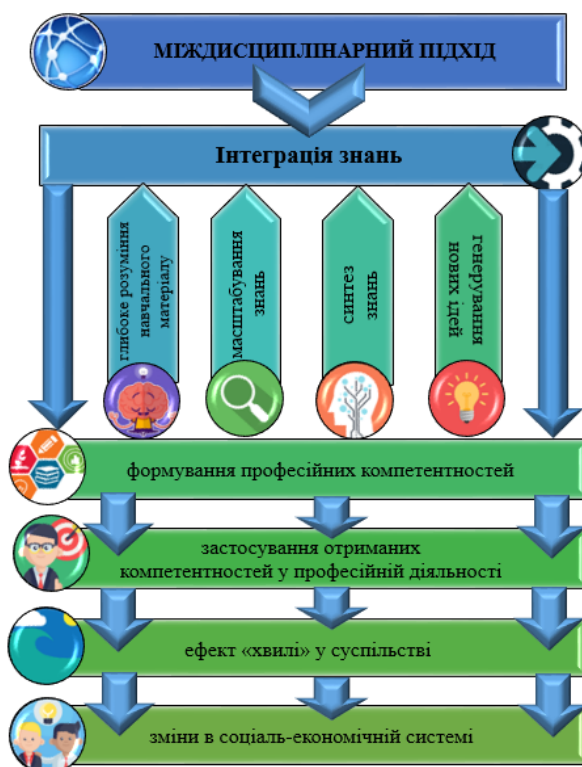 МІЖДИСЦИПЛІНАРНИЙ ПІДХІД
Інтеграція знань
глибоке розуміння
навчального
матеріалу
масштабування
знань
синтез
знань
генерування
нових ідей
формування професійних компетентностей
застосування отриманих
компетентностей у професійній діяльності
ефект «хвилі» у суспільстві
зміни в соціаль-економічній системі